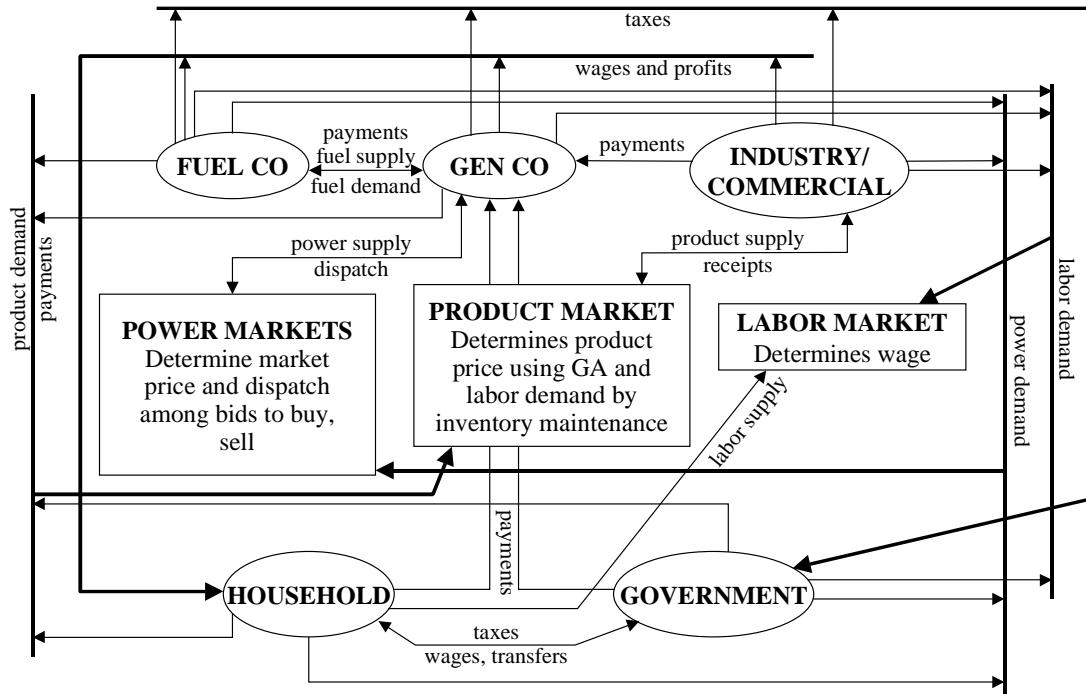 taxes
wages and profits
payments
fuel supply
fuel demand
FUEL CO
GEN CO
payments
INDUSTRY/
COMMERCIAL
product demand
payments
power supply
dispatch
product supply
receipts
labor demand
power demand
POWER MARKETS
Determine market
price and dispatch
among bids to buy,
sell
PRODUCT MARKET
Determines product
price using GA and
labor demand by
inventory maintenance
LABOR MARKET
Determines wage
labor supply
payments
HOUSEHOLD
GOVERNMENT
taxes
wages, transfers